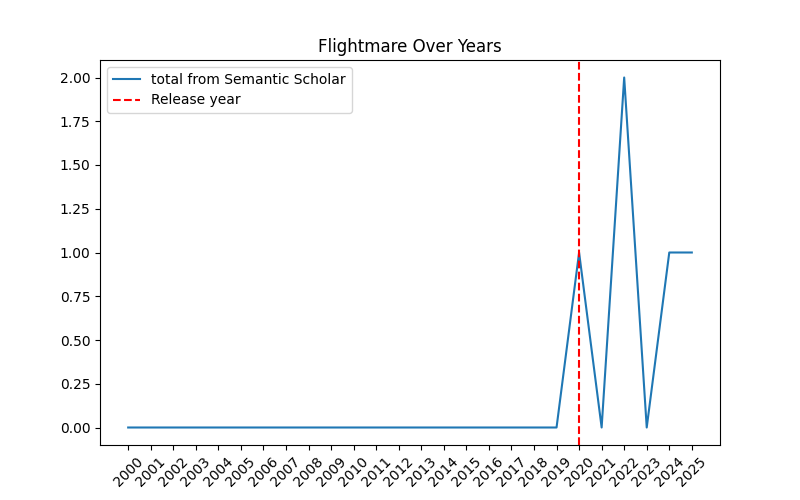 Flightmare Over Years
total from Semantic Scholar
Release year
2.00
1.75
1.50
1.25
1.00
0.75
0.50
0.25
0.00
2000 2001 2002 2003 2004 2005 2006 2007 2008 2009 2010 2011 2012 2013 2014 2015 2016 2017 2018 2019 2020 2021 2022 2023 2024 2025